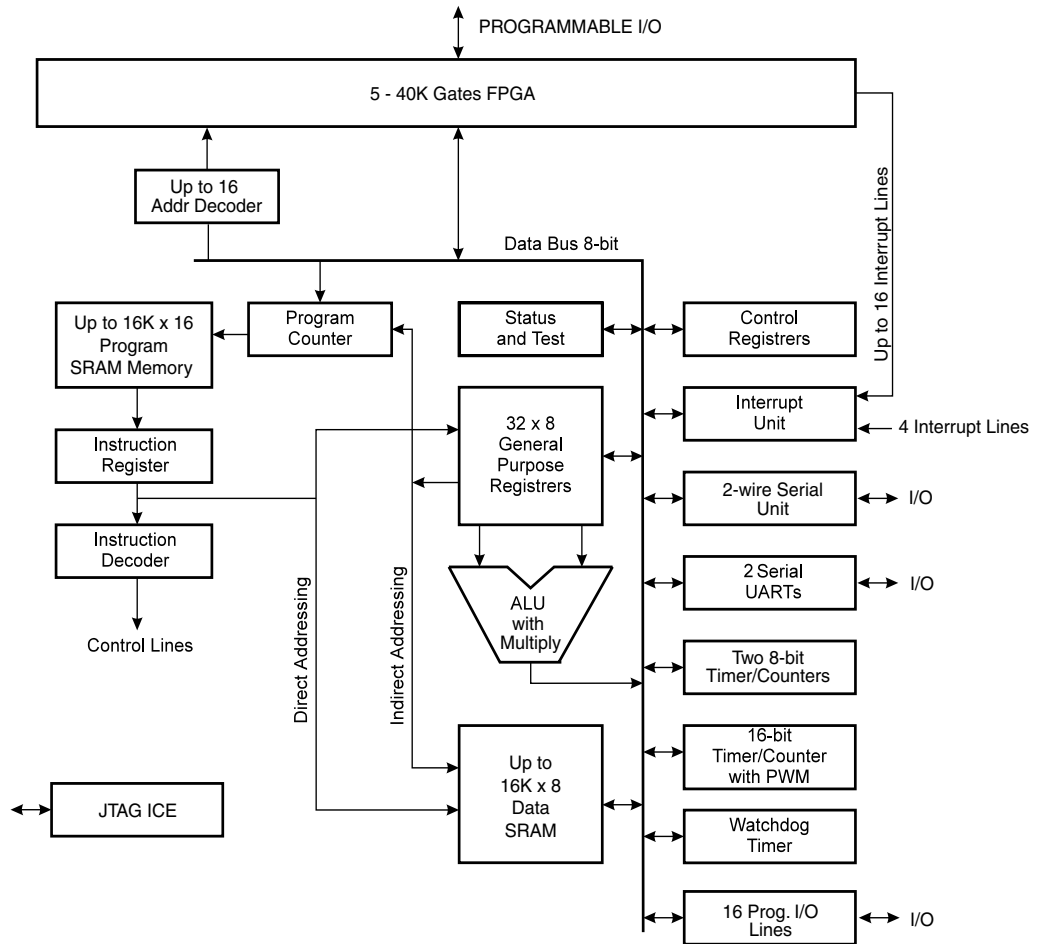 PROGRAMMABLE I/O
5 - 40K Gates FPGA
Up to 16
Addr Decoder
Data Bus 8-bit
Up to 16 Interrupt Lines
Up to 16K x 16
Program
SRAM Memory
Program
Counter
Status
and Test
Control
Registrers
Instruction
Register
32 x 8
General
Purpose
Registrers
Interrupt
Unit
4 Interrupt Lines
2-wire Serial
Unit
I/O
Instruction
Decoder
Control Lines
Direct Addressing
Indirect Addressing
ALU
with
Multiply
2 Serial
UARTs
I/O
Two 8-bit
Timer/Counters
Up to
16K x 8
Data
SRAM
16-bit
Timer/Counter
with PWM
JTAG ICE
Watchdog
Timer
16 Prog. I/O
Lines
I/O